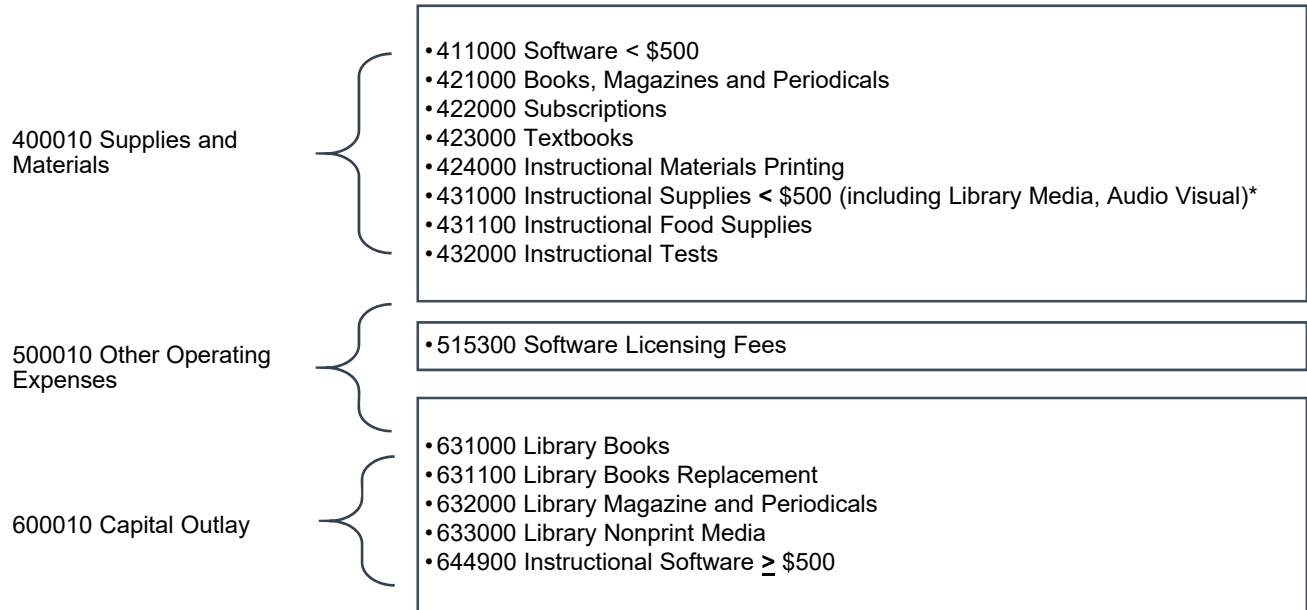 400010 Supplies and
Materials
•411000 Software < $500
•421000 Books, Magazines and Periodicals
•422000 Subscriptions
•423000 Textbooks
•424000 Instructional Materials Printing
•431000 Instructional Supplies < $500 (including Library Media, Audio Visual)*
•431100 Instructional Food Supplies
•432000 Instructional Tests
500010 Other Operating
Expenses
•515300 Software Licensing Fees
600010 Capital Outlay
•631000 Library Books
•631100 Library Books Replacement
•632000 Library Magazine and Periodicals
•633000 Library Nonprint Media
•644900 Instructional Software ≥ $500